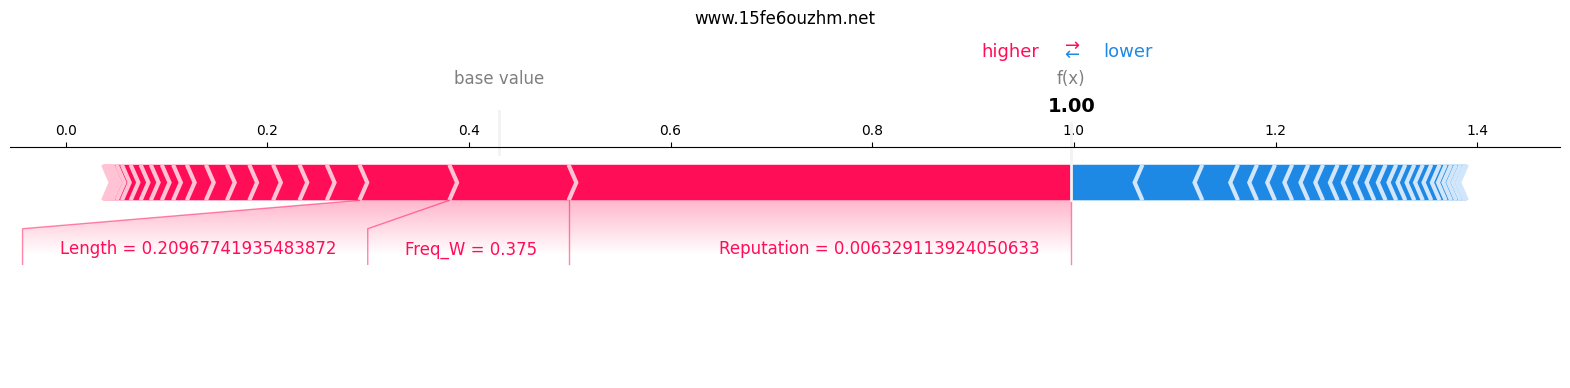 www.15fe6ouzhm.net
higher ⇄ lower
base value f(x)
1.00
0.0 0.2 0.4 0.6 0.8 1.0 1.2 1.4
Length = 0.20967741935483872 Freq_W = 0.375 Reputation = 0.006329113924050633